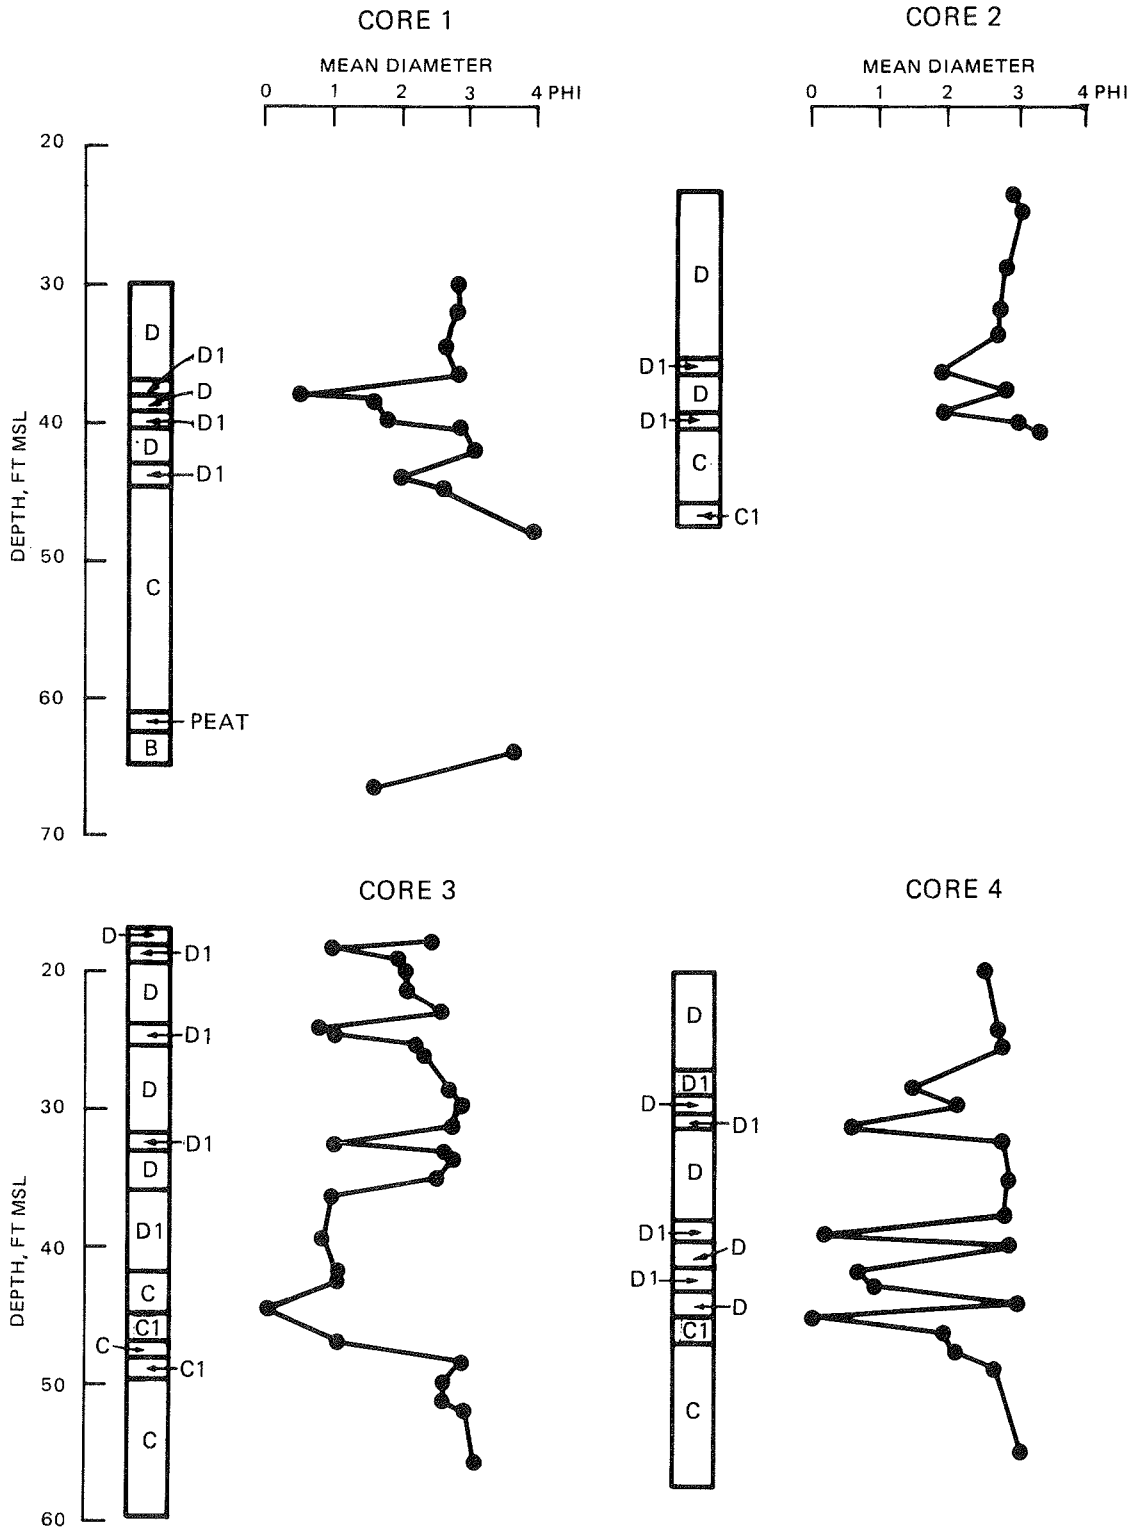 CORE 1
CORE 2
MEAN DIAMETER
MEAN DIAMETER
0 1 2 3 4 PHI
0 1 2 3 4 PHI
20
30
40
50
60
70
DEPTH, FT MSL
D
D1
D
D1
D
D1
C
PEAT
B
D
D1
D
D1
C
C1
CORE 3
CORE 4
20
30
40
50
60
DEPTH, FT MSL
D
D1
D
D1
D
D1
D
D1
C
C1
C
C1
C
D
D1
D
D1
D
D1
D
D1
D
C1
C